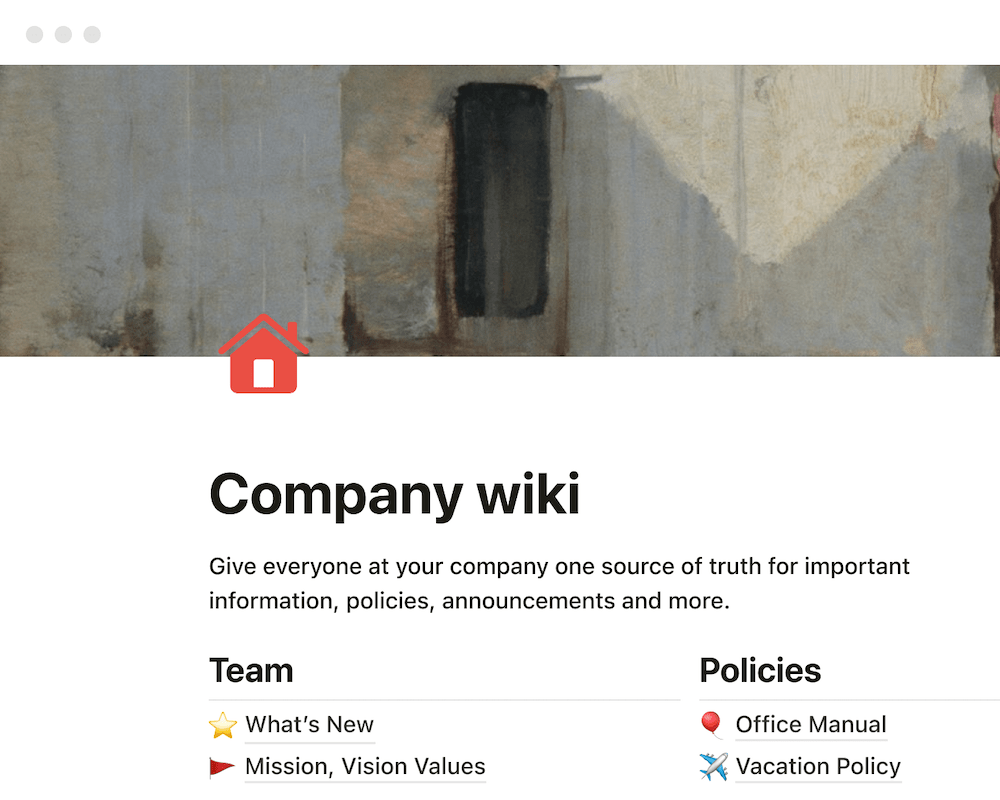 Company wiki
Give everyone at your company one source of truth for important
information, policies, announcements and more.
Team
What’s New
Mission, Vision Values
Policies
Office Manual
Vacation Policy